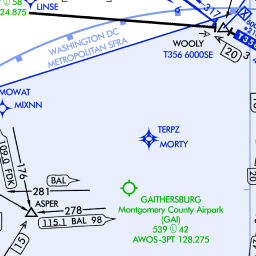 58
24.875
LINSE
WASHINGTON DC
METROPOLITAN SFRA
WOOLY
T356 6000SE
317
20
MOWAT
MIXNN
TERPZ
MORTY
109.0 FDK
176
BAL
281
ASPER
278
115.1 BAL 98
15
GAITHERSBURG
Montgomery County Airpark
(GAI)
539 Ⓛ 42
AWOS-3PT 128.275